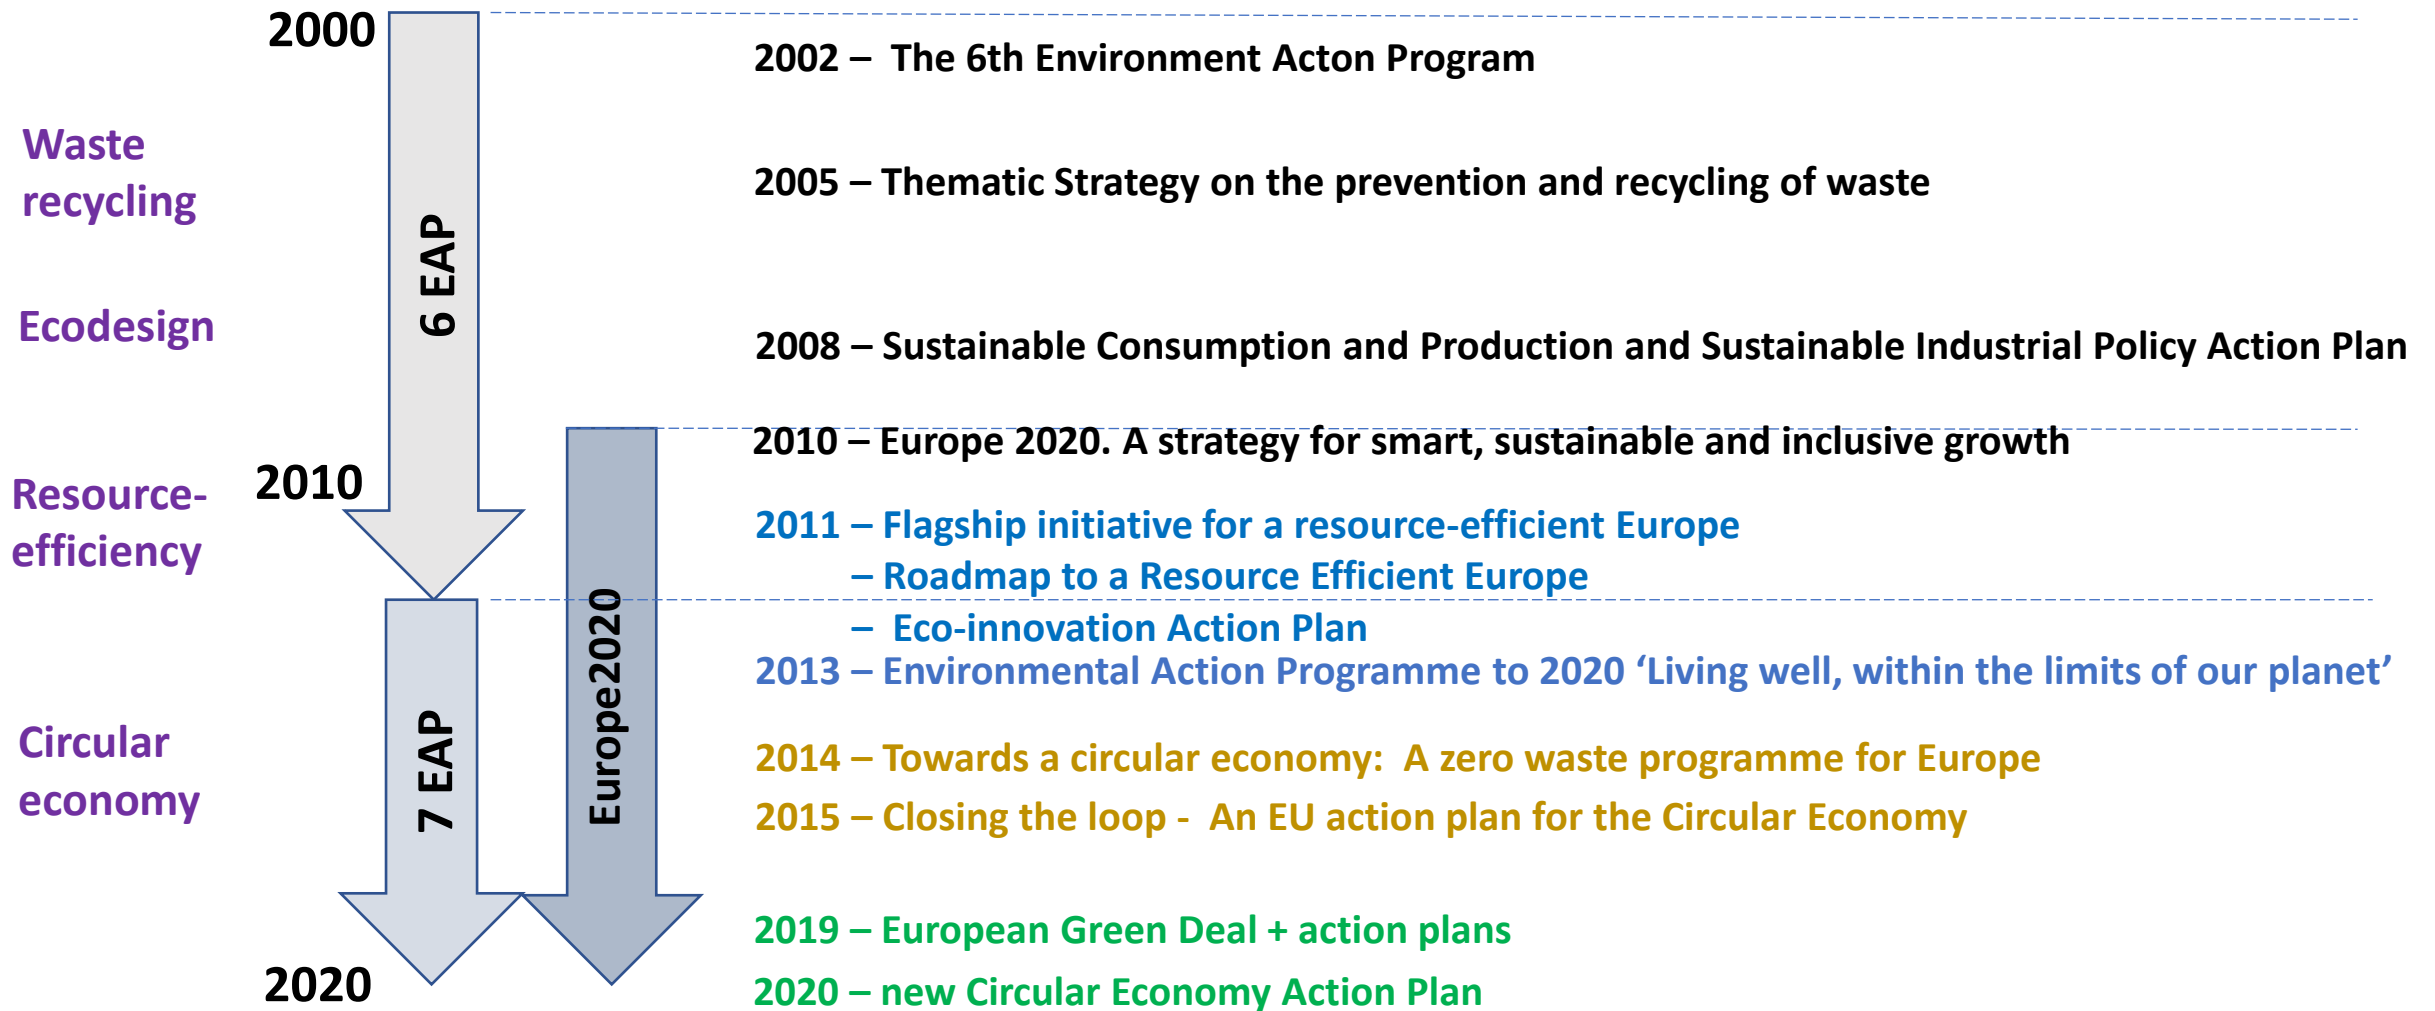 2000
2002 – The 6th Environment Acton Program
Waste
recycling
2005 – Thematic Strategy on the prevention and recycling of waste
6 EAP
Ecodesign
2008 – Sustainable Consumption and Production and Sustainable Industrial Policy Action Plan
2010 – Europe 2020. A strategy for smart, sustainable and inclusive growth
2010
Resource-
efficiency
2011 – Flagship initiative for a resource-efficient Europe
– Roadmap to a Resource Efficient Europe
– Eco-innovation Action Plan
2013 – Environmental Action Programme to 2020 ‘Living well, within the limits of our planet’
Europe2020
7 EAP
Circular
economy
2014 – Towards a circular economy: A zero waste programme for Europe
2015 – Closing the loop - An EU action plan for the Circular Economy
2019 – European Green Deal + action plans
2020
2020 – new Circular Economy Action Plan